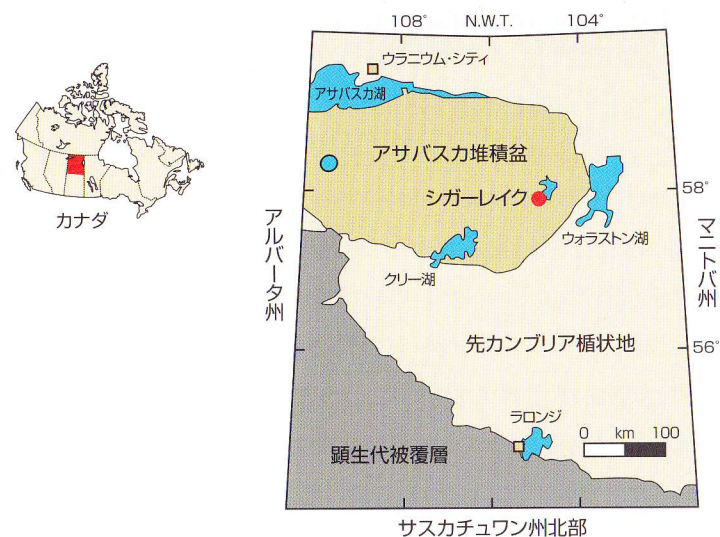 108° N.W.T. 104°
ウラニウム・シティ
アサバスカ湖
アサバスカ堆積盆
シガーレイク
58°
ウォラストン湖
カナダ
アルバータ州
マニトバ州
クリー湖
先カンブリア楯状地
56°
ラロンジ
0 km 100
顕生代被覆層
サスカチュワン州北部